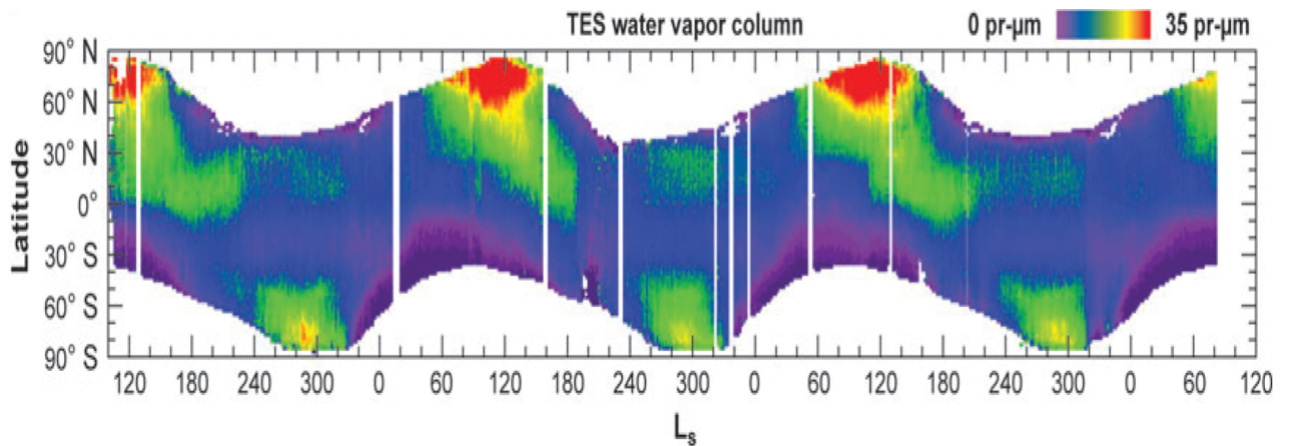 TES water vapor column 0 pr-μm 35 pr-μm
90° N
60° N
30° N
0°
30° S
60° S
90° S
Latitude
120 180 240 300 0 60 120 180 240 300 0 60 120 180 240 300 0 60 120
Ls